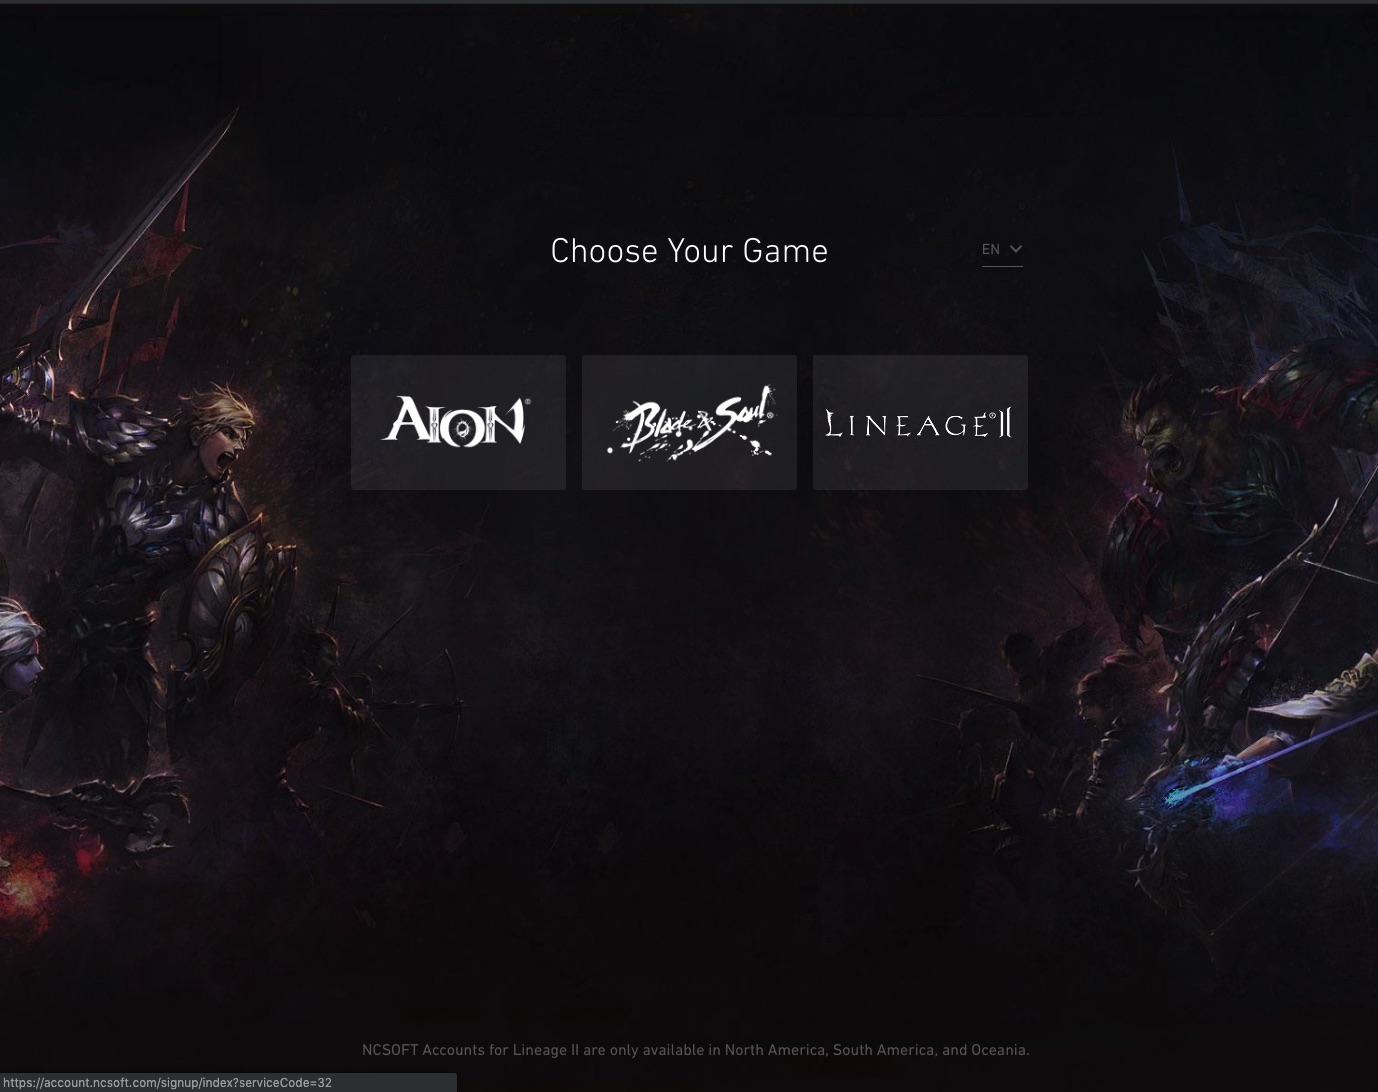 Choose Your Game
EN
AION®
Blade & Soul®
LINEAGE® II
NCSOFT Accounts for Lineage II are only available in North America, South America, and Oceania.
https://account.ncsoft.com/signup/index?serviceCode=32